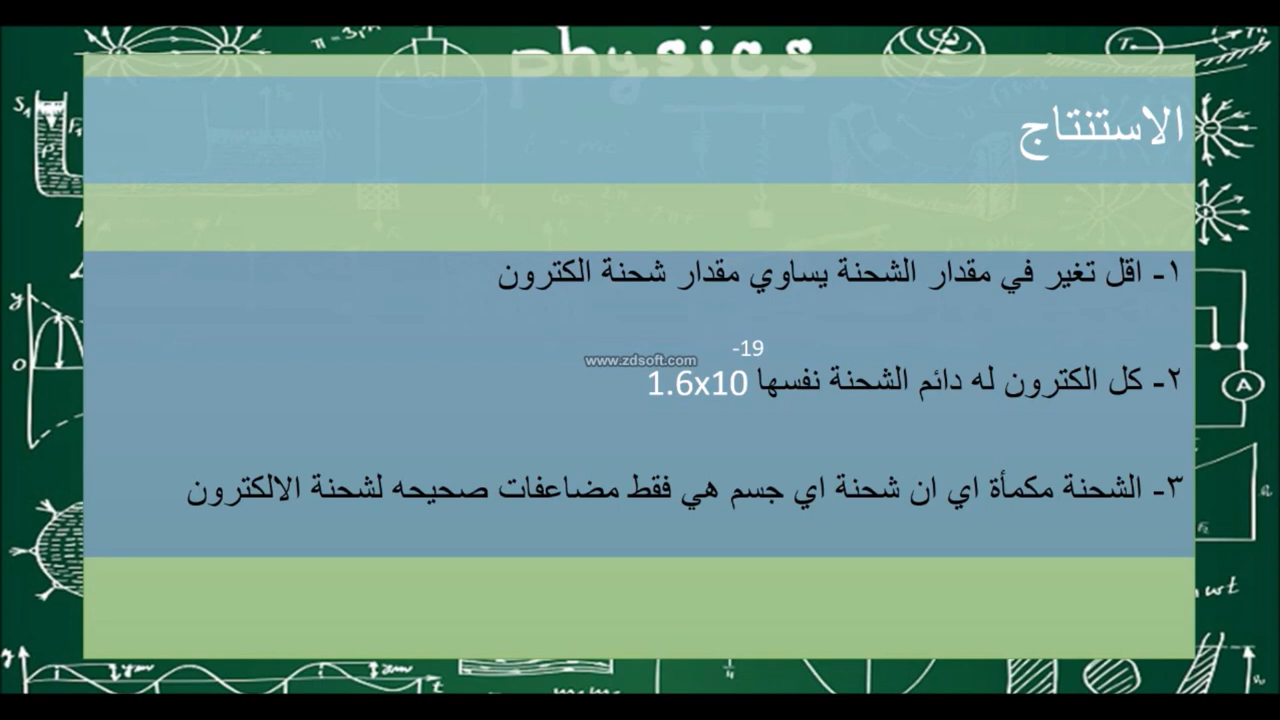 physics
الاستنتاج
١- اقل تغير في مقدار الشحنة يساوي مقدار شحنة الكترون
-19
www.zdsoft.com
٢- كل الكترون له دائم الشحنة نفسها 1.6x10
٣- الشحنة مكمأة اي ان شحنة اي جسم هي فقط مضاعفات صحيحه لشحنة الالكترون